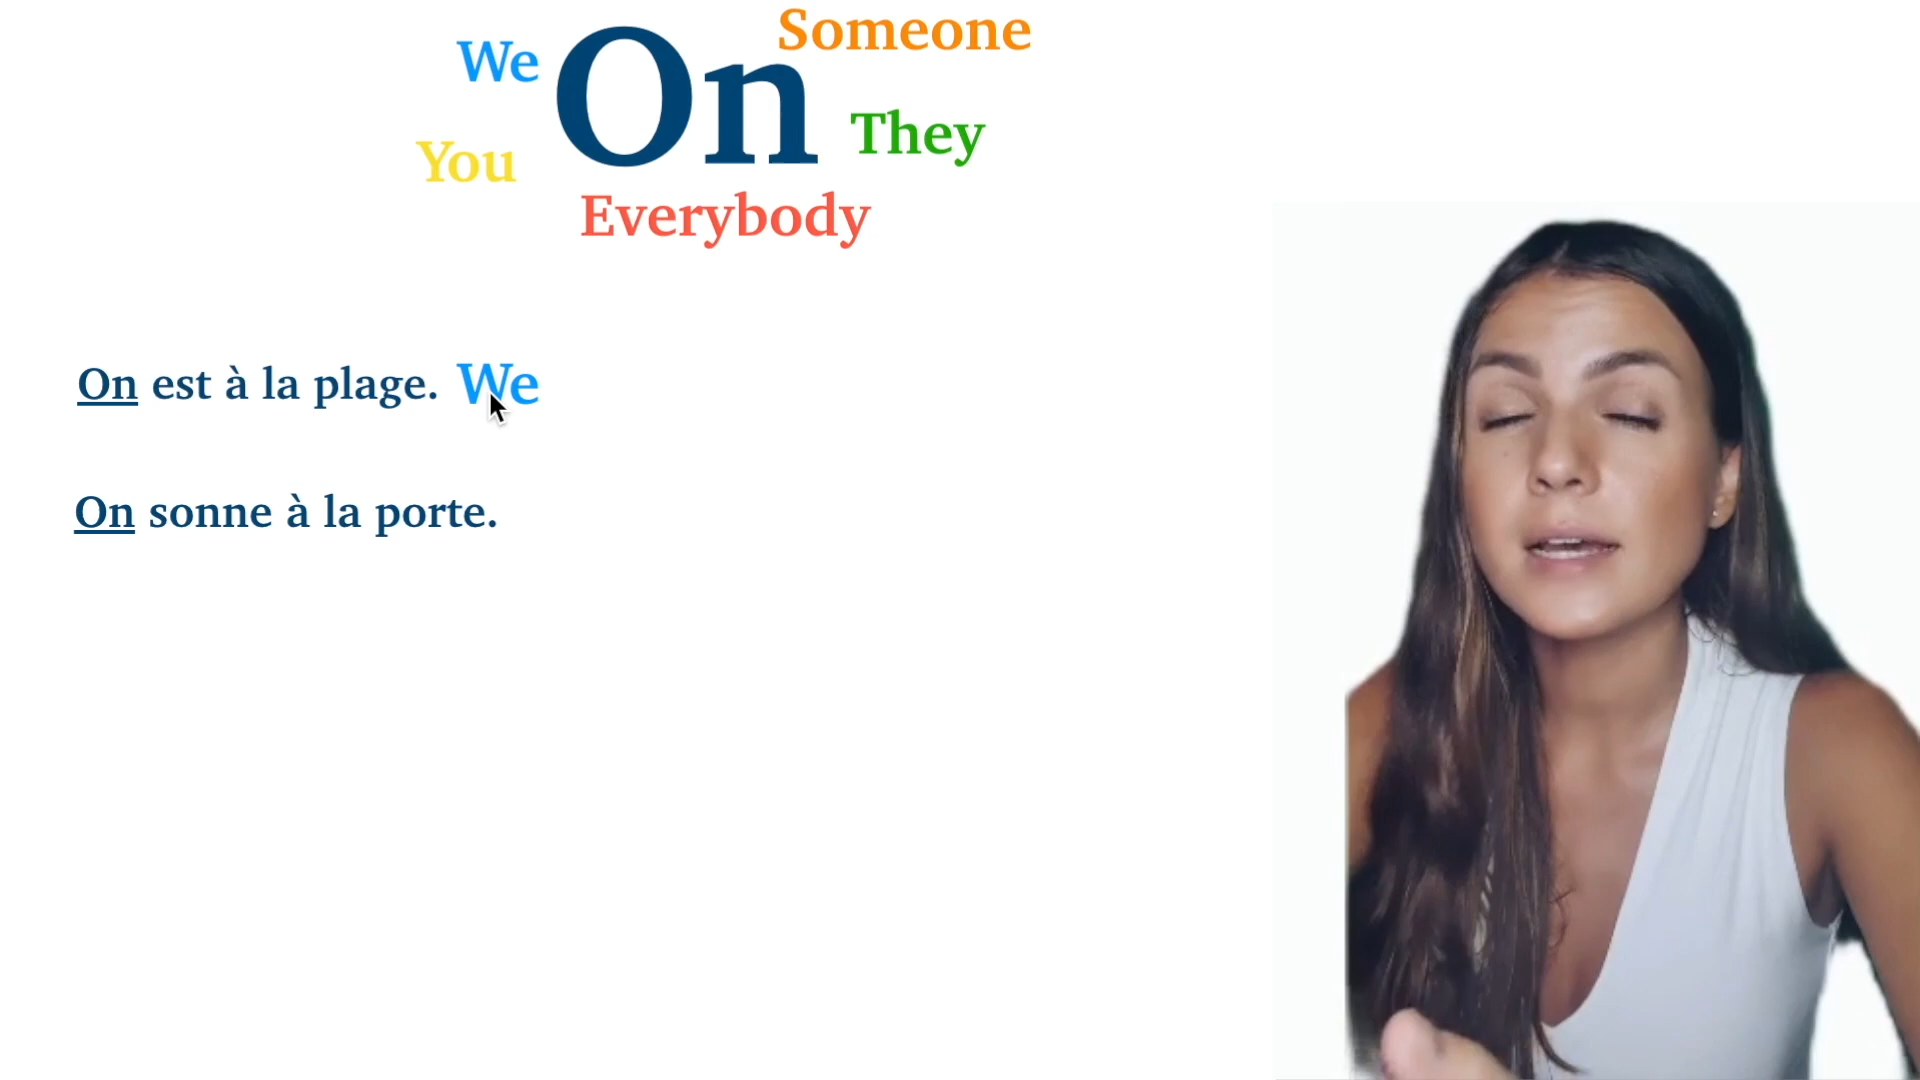 Someone
We
On
They
You
Everybody
On est à la plage. We
On sonne à la porte.